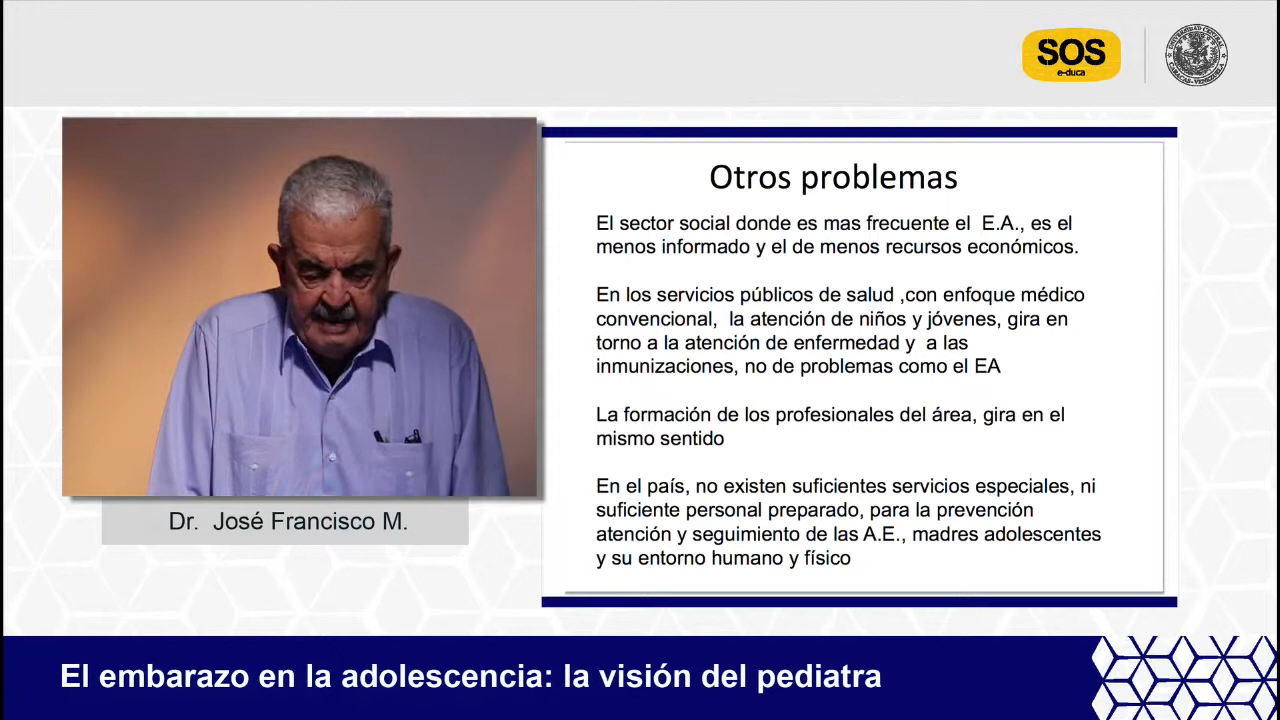 SOS
e-duca
UNIVERSIDAD CENTRAL
CARACAS-VENEZUELA
Otros problemas
El sector social donde es mas frecuente el E.A., es el
menos informado y el de menos recursos económicos.
En los servicios públicos de salud ,con enfoque médico
convencional, la atención de niños y jóvenes, gira en
torno a la atención de enfermedad y a las
inmunizaciones, no de problemas como el EA
La formación de los profesionales del área, gira en el
mismo sentido
En el país, no existen suficientes servicios especiales, ni
suficiente personal preparado, para la prevención
atención y seguimiento de las A.E., madres adolescentes
y su entorno humano y físico
Dr. José Francisco M.
El embarazo en la adolescencia: la visión del pediatra